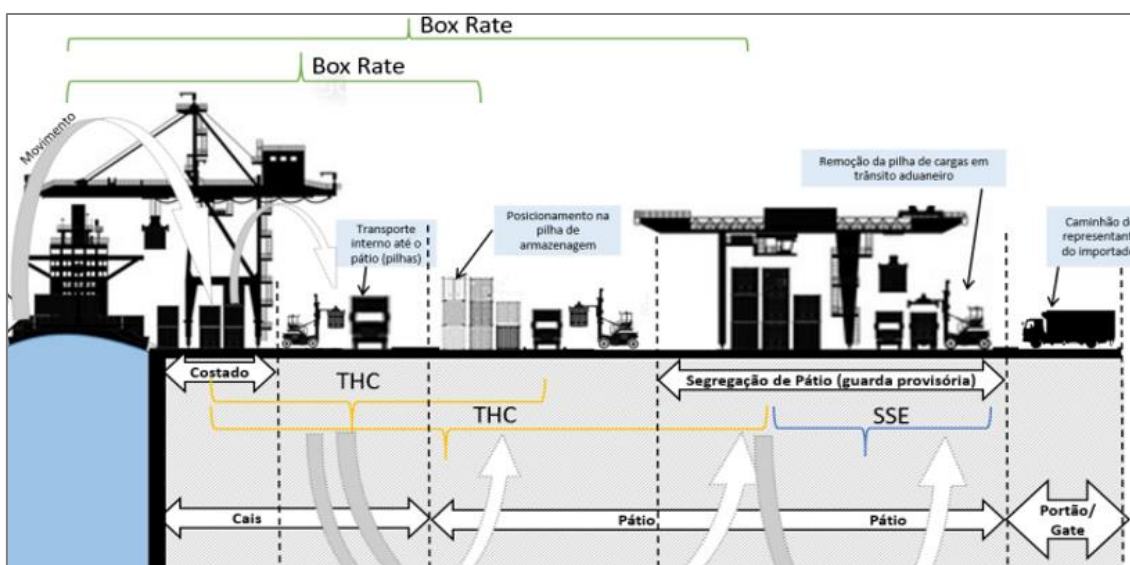 Box Rate
Box Rate
Movimento
Remoção da pilha de cargas em
trânsito aduaneiro
Transporte
interno até o
pátio (pilhas)
Posicionamento na
pilha de
armazenagem
Caminhão d
representant
do importad
Costado
THC
Segregação de Pátio (guarda provisória)
THC
SSE
Cais
Pátio
Pátio
Portão/
Gate